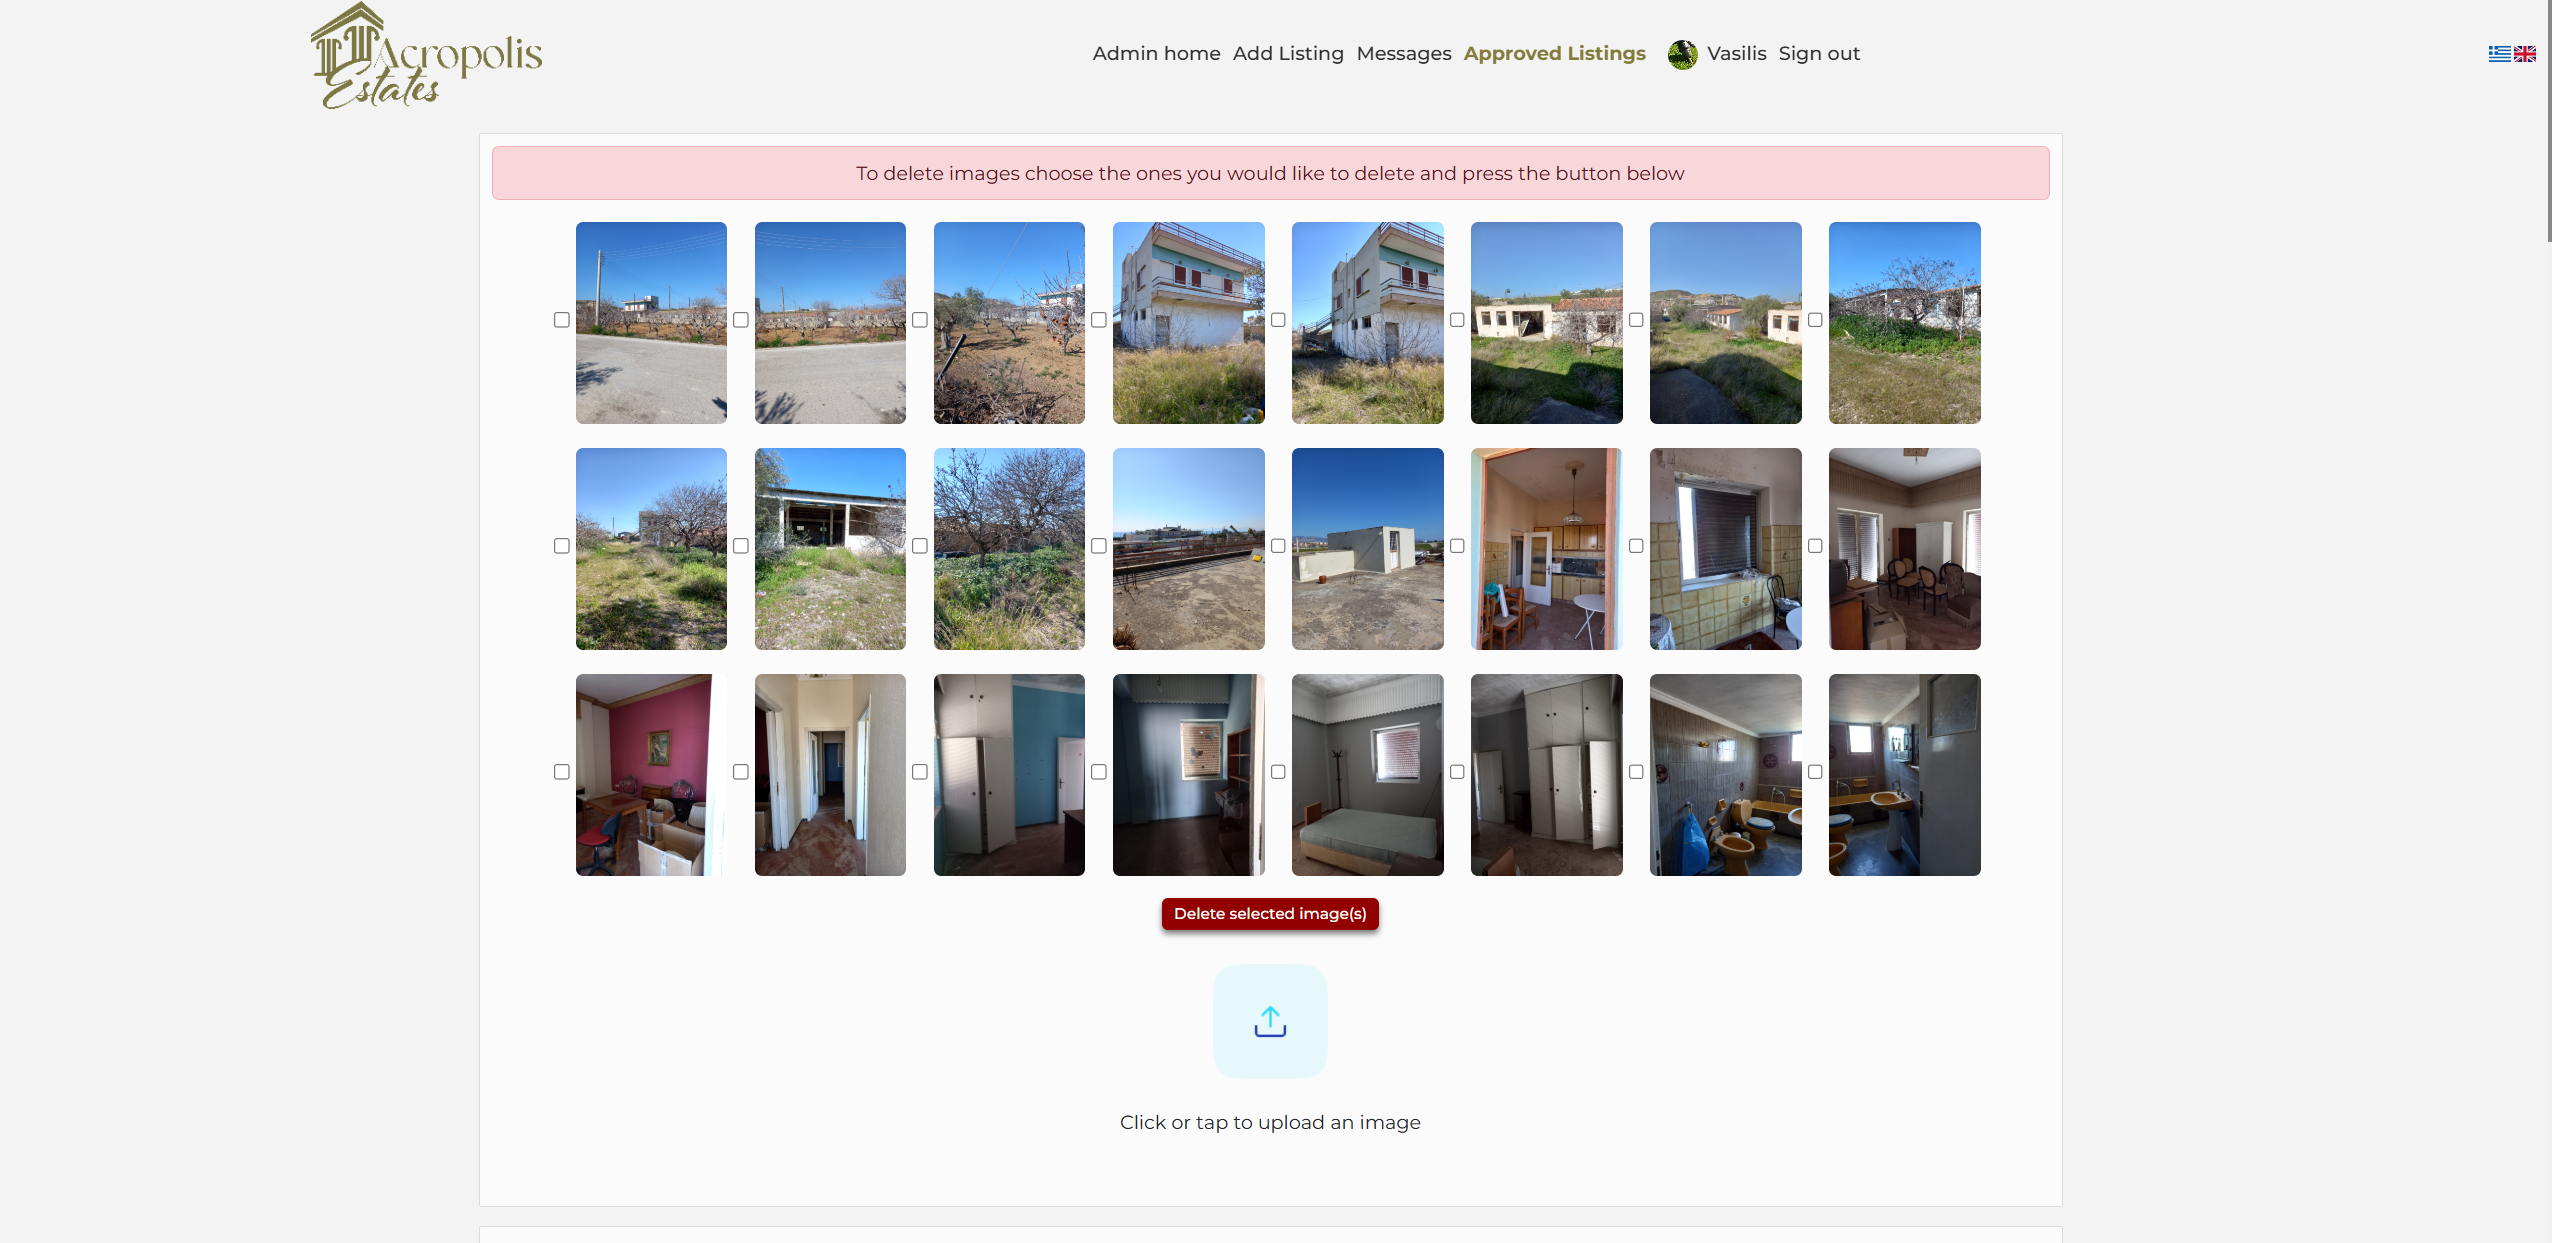 Acropolis
Estates
Admin home Add Listing Messages Approved Listings Vasilis Sign out
To delete images choose the ones you would like to delete and press the button below
Delete selected image(s)
Click or tap to upload an image